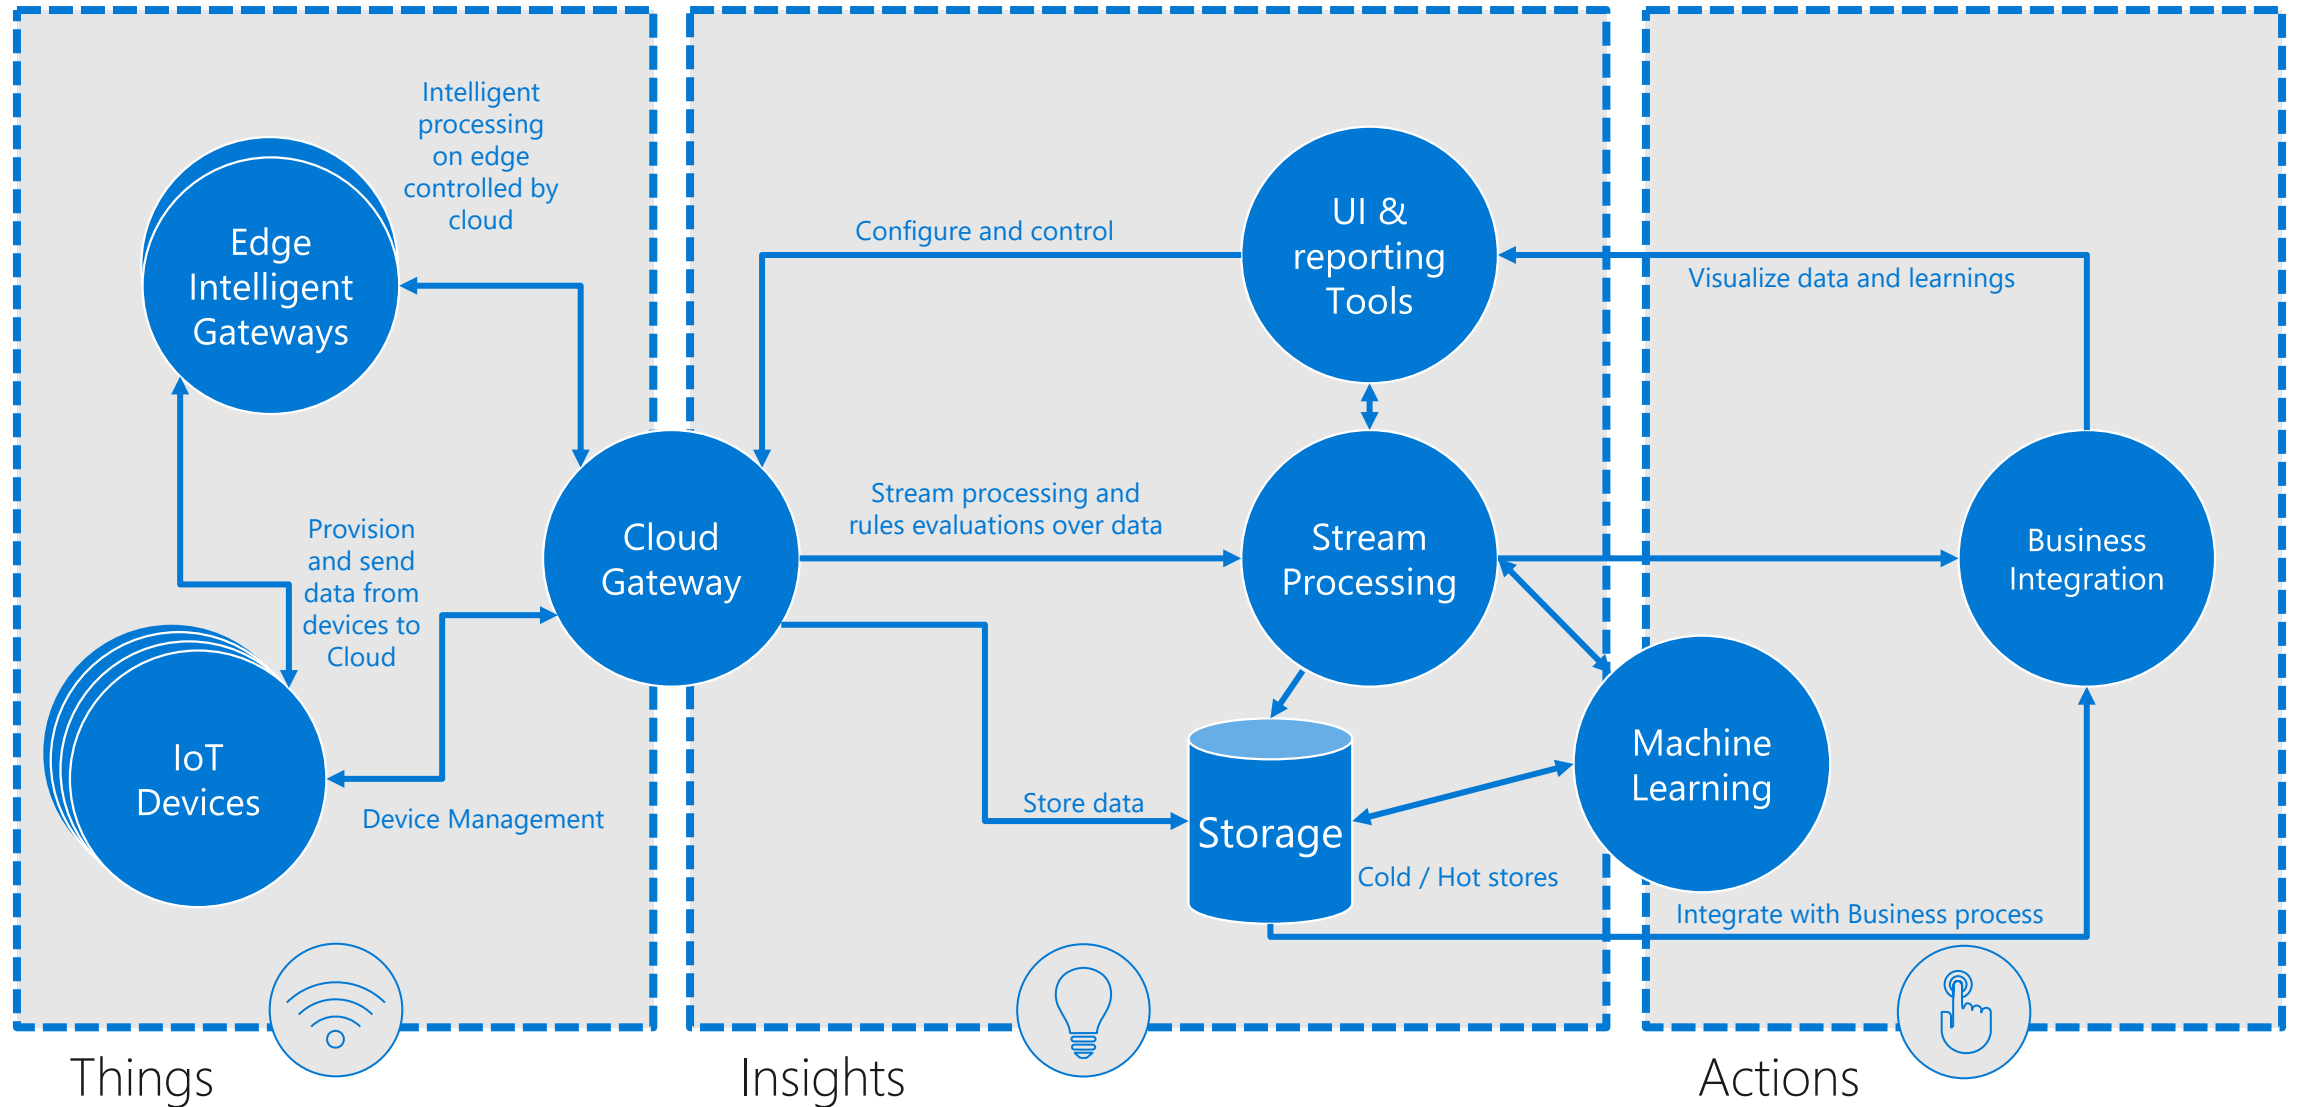 Intelligent
processing
on edge
controlled by
cloud
Edge
Intelligent
Gateways
Provision
and send
data from
devices to
Cloud
IoT
Devices
Device Management
Cloud
Gateway
Configure and control
UI &
reporting
Tools
Visualize data and learnings
Stream processing and
rules evaluations over data
Stream
Processing
Business
Integration
Machine
Learning
Store data
Storage
Cold / Hot stores
Integrate with Business process
Things
Insights
Actions